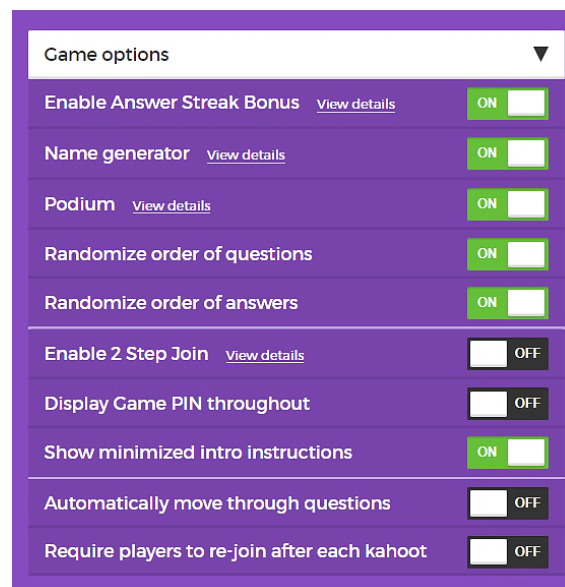 Game options
Enable Answer Streak Bonus View details ON
Name generator View details ON
Podium View details ON
Randomize order of questions ON
Randomize order of answers ON
Enable 2 Step Join View details OFF
Display Game PIN throughout OFF
Show minimized intro instructions ON
Automatically move through questions OFF
Require players to re-join after each kahoot OFF